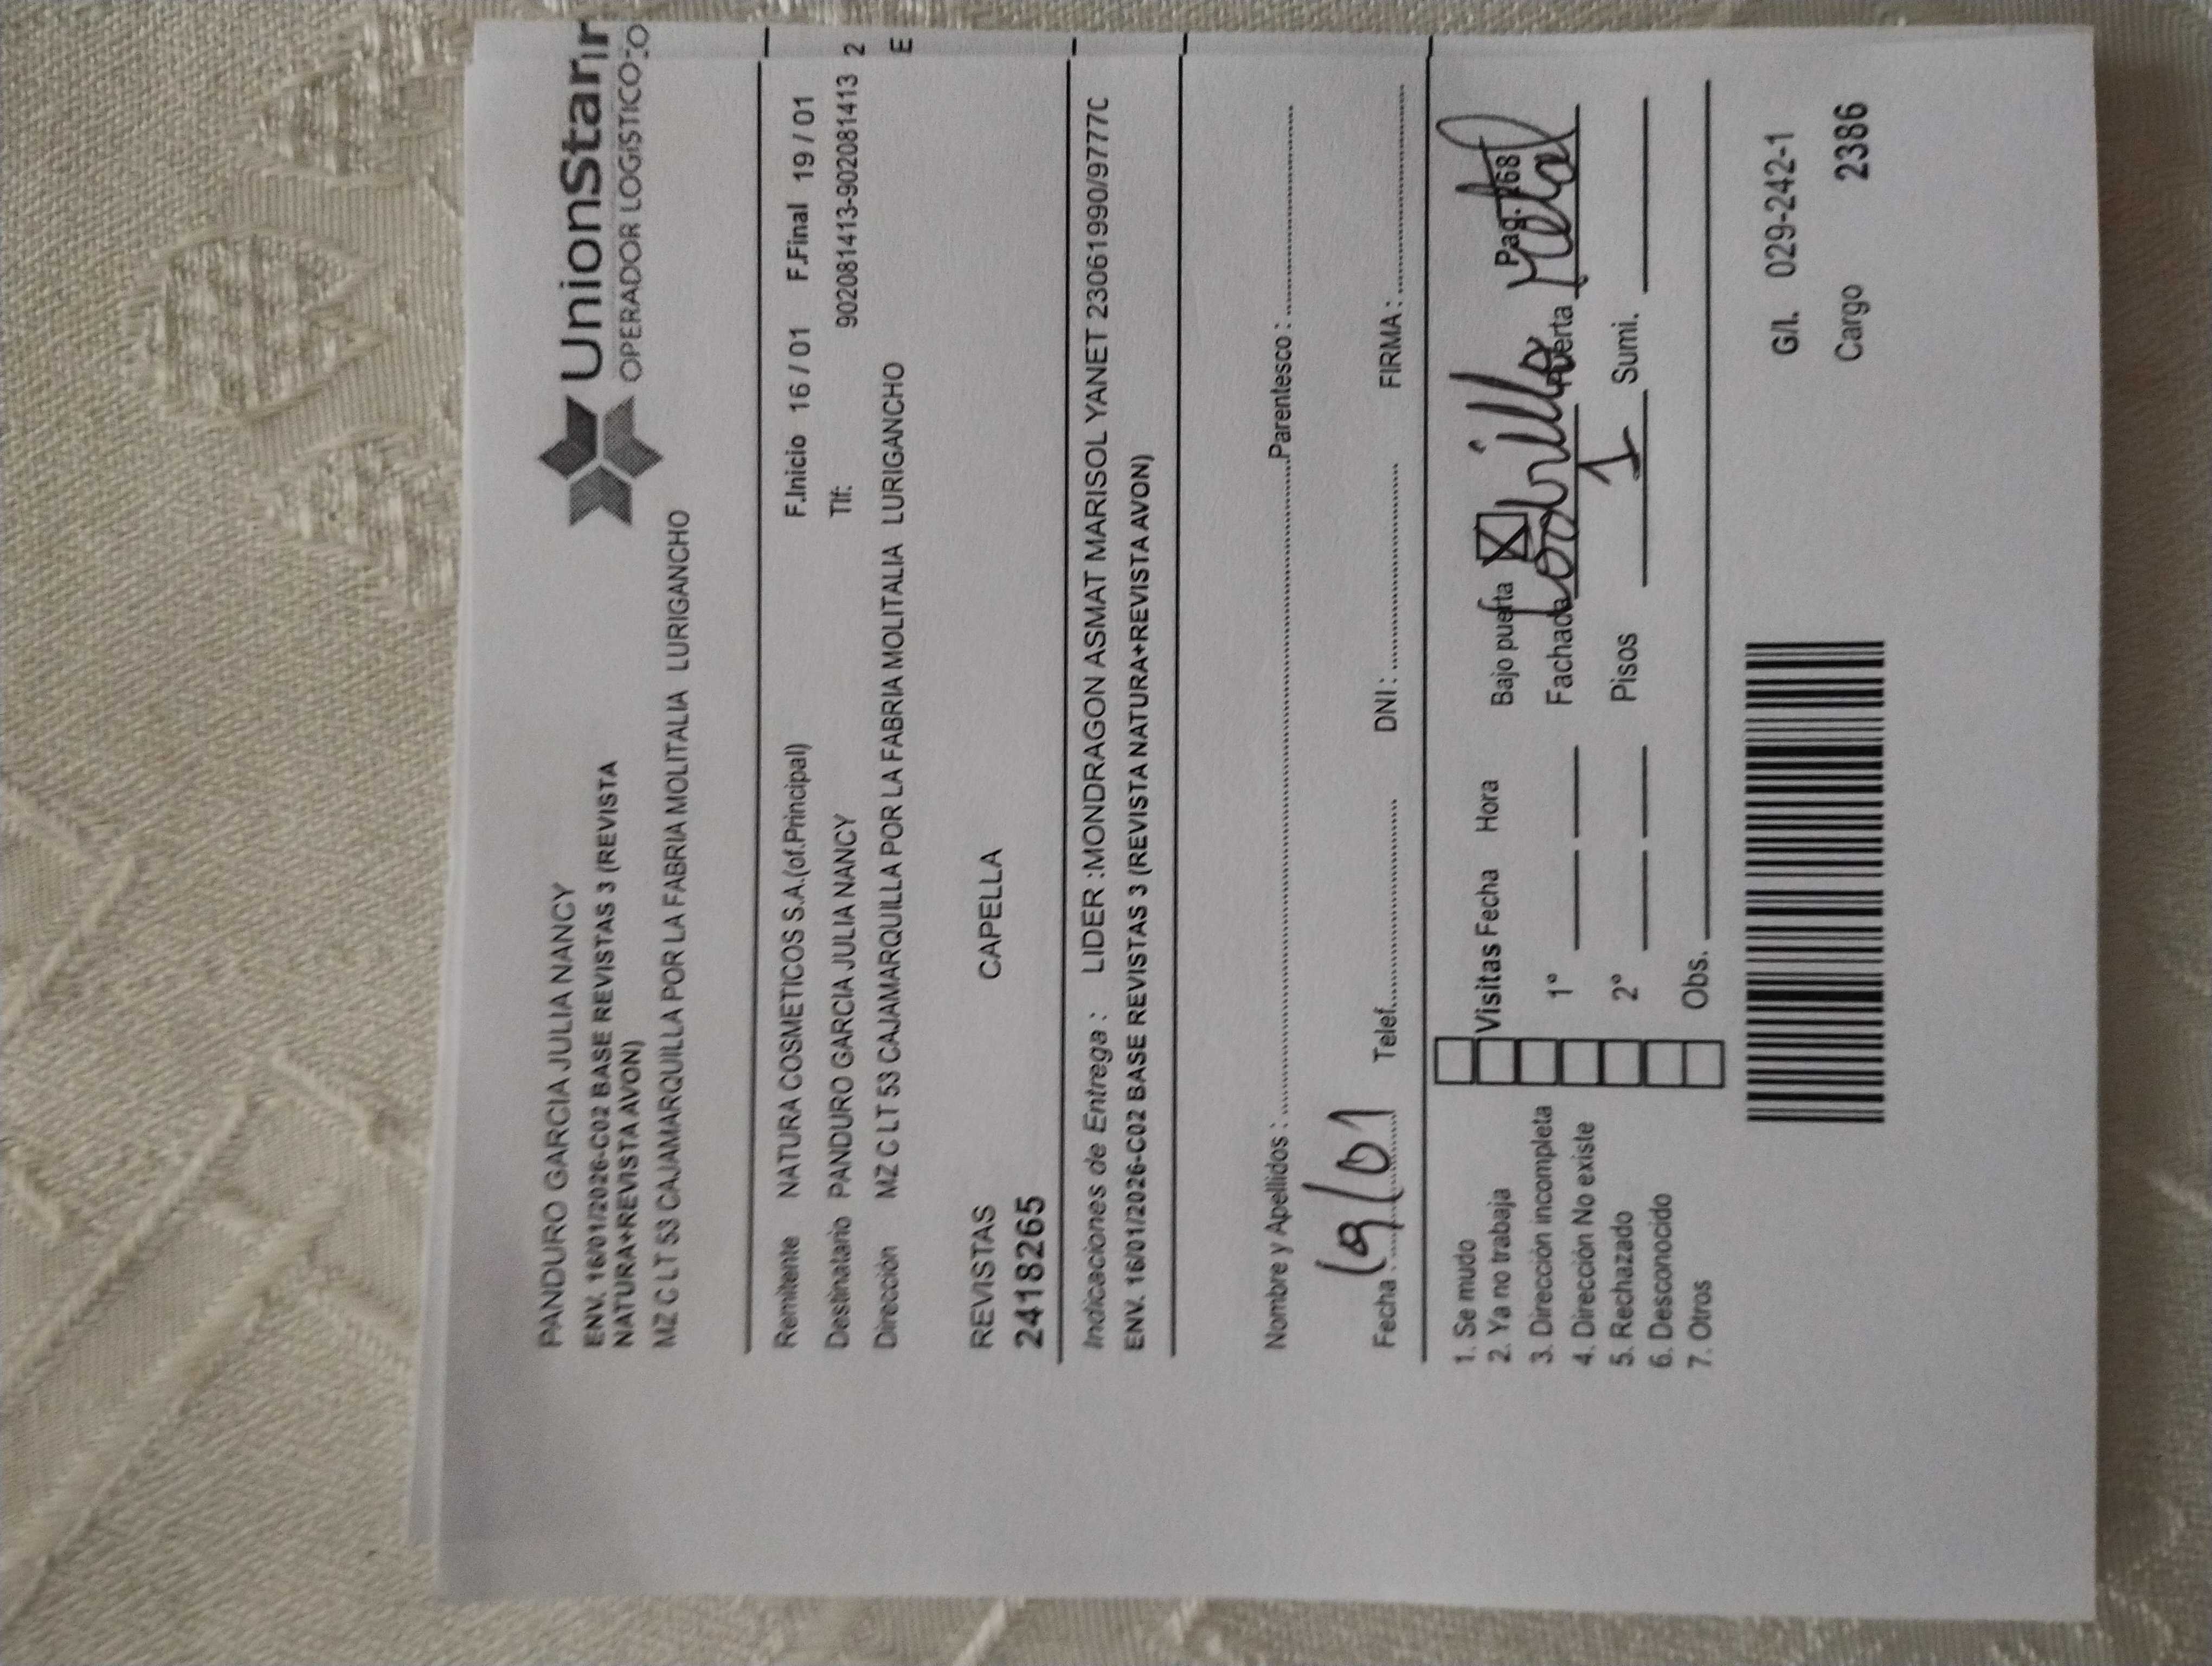 PANDURO GARCIA JULIA NANCY
ENV. 16/01/2026-C02 BASE REVISTAS 3 (REVISTA
NATURA+REVISTA AVON)
MZ C LT 53 CAJAMARQUILLA POR LA FABRIA MOLITALIA LURIGANCHO
UnionStar
OPERADOR LOGISTICO
Remitente NATURA COSMETICOS S.A.(of.Principal) F.Inicio 16 / 01 F.Final 19 / 01
Destinatario PANDURO GARCIA JULIA NANCY Tlf: 902081413-902081413 2
Dirección MZ C LT 53 CAJAMARQUILLA POR LA FABRIA MOLITALIA LURIGANCHO E
REVISTAS CAPELLA
2418265
Indicaciones de Entrega : LIDER :MONDRAGON ASMAT MARISOL YANET 230619990/97777C
ENV. 16/01/2026-C02 BASE REVISTAS 3 (REVISTA NATURA+REVISTA AVON)
Nombre y Apellidos : Parentesco :
Fecha : 19/01 Telef. DNI : FIRMA :
1. Se mudo
2. Ya no trabaja
3. Dirección incompleta
4. Dirección No existe
5. Rechazado
6. Desconocido
7. Otros
Visitas Fecha Hora
1°
2°
Obs.
Bajo puerta X Pag. 768
Fachada Ladrillo Puerta Metal
Pisos 1 Sumi.
G/I. 029-242-1
Cargo 2386